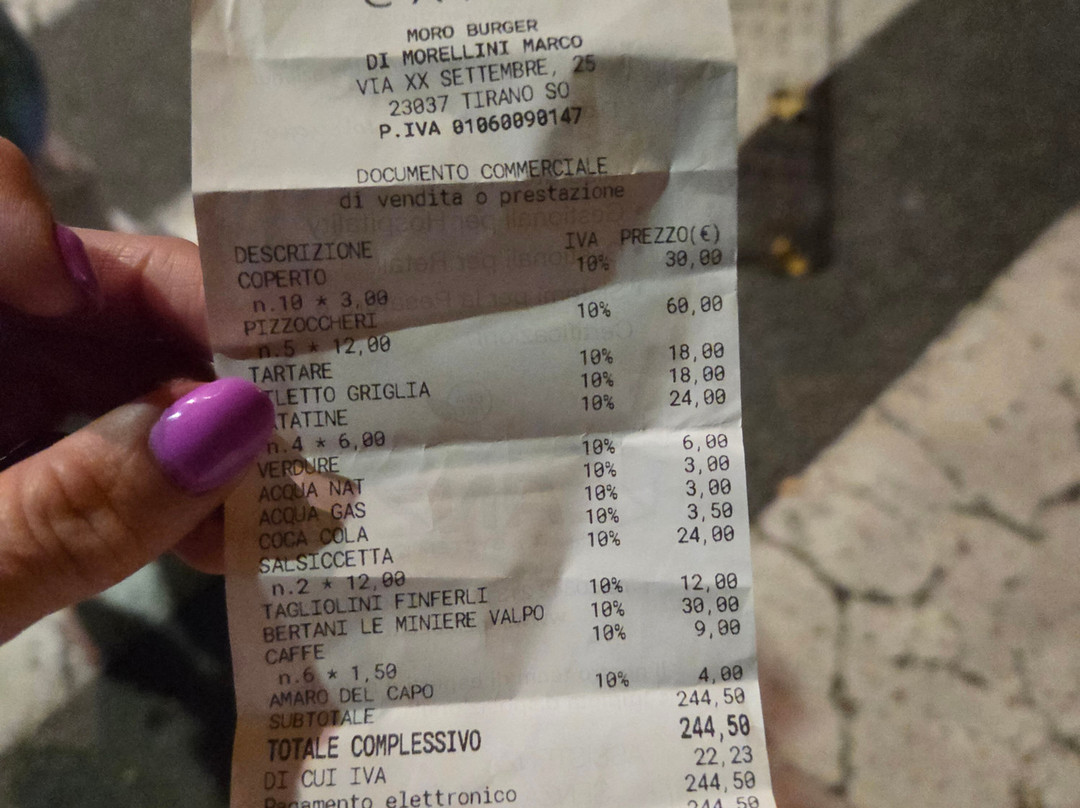 MORO BURGER
DI MORELLINI MARCO
VIA XX SETTEMBRE, 25
23037 TIRANO SO
P.IVA 01060090147
DOCUMENTO COMMERCIALE
di vendita o prestazione
DESCRIZIONE IVA PREZZO(€)
COPERTO 10% 30,00
n.10 * 3,00
PIZZOCCHERI 10% 60,00
n.5 * 12,00
TARTARE 10% 18,00
ILETTO GRIGLIA 10% 18,00
TATINE 10% 24,00
n.4 * 6,00
VERDURE 10% 6,00
ACQUA NAT 10% 3,00
ACQUA GAS 10% 3,00
COCA COLA 10% 3,50
SALSICCETTA 10% 24,00
n.2 * 12,00
TAGLIOLINI FINFERLI 10% 12,00
BERTANI LE MINIERE VALPO 10% 30,00
CAFFE 10% 9,00
n.6 * 1,50
AMARO DEL CAPO 10% 4,00
SUBTOTALE 244,50
TOTALE COMPLESSIVO 244,50
DI CUI IVA 22,23
Pagamento elettronico 244,50
244,50